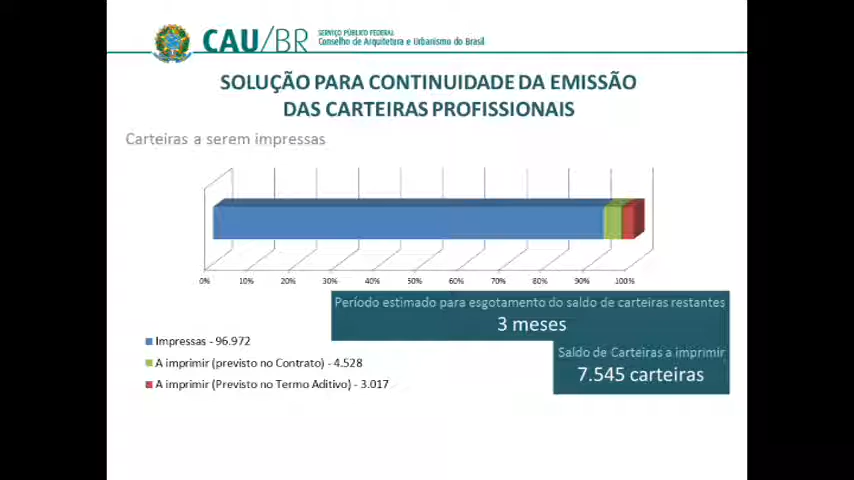 CAU/BR
SERVIÇO PÚBLICO FEDERAL
Conselho de Arquitetura e Urbanismo do Brasil
SOLUÇÃO PARA CONTINUIDADE DA EMISSÃO
DAS CARTEIRAS PROFISSIONAIS
Carteiras a serem impressas
0% 10% 20% 30% 40% 50% 60% 70% 80% 90% 100%
Período estimado para esgotamento do saldo de carteiras restantes
3 meses
Impressas - 96.972
A imprimir (previsto no Contrato) - 4.528
A imprimir (Previsto no Termo Aditivo) - 3.017
Saldo de Carteiras a imprimir
7.545 carteiras